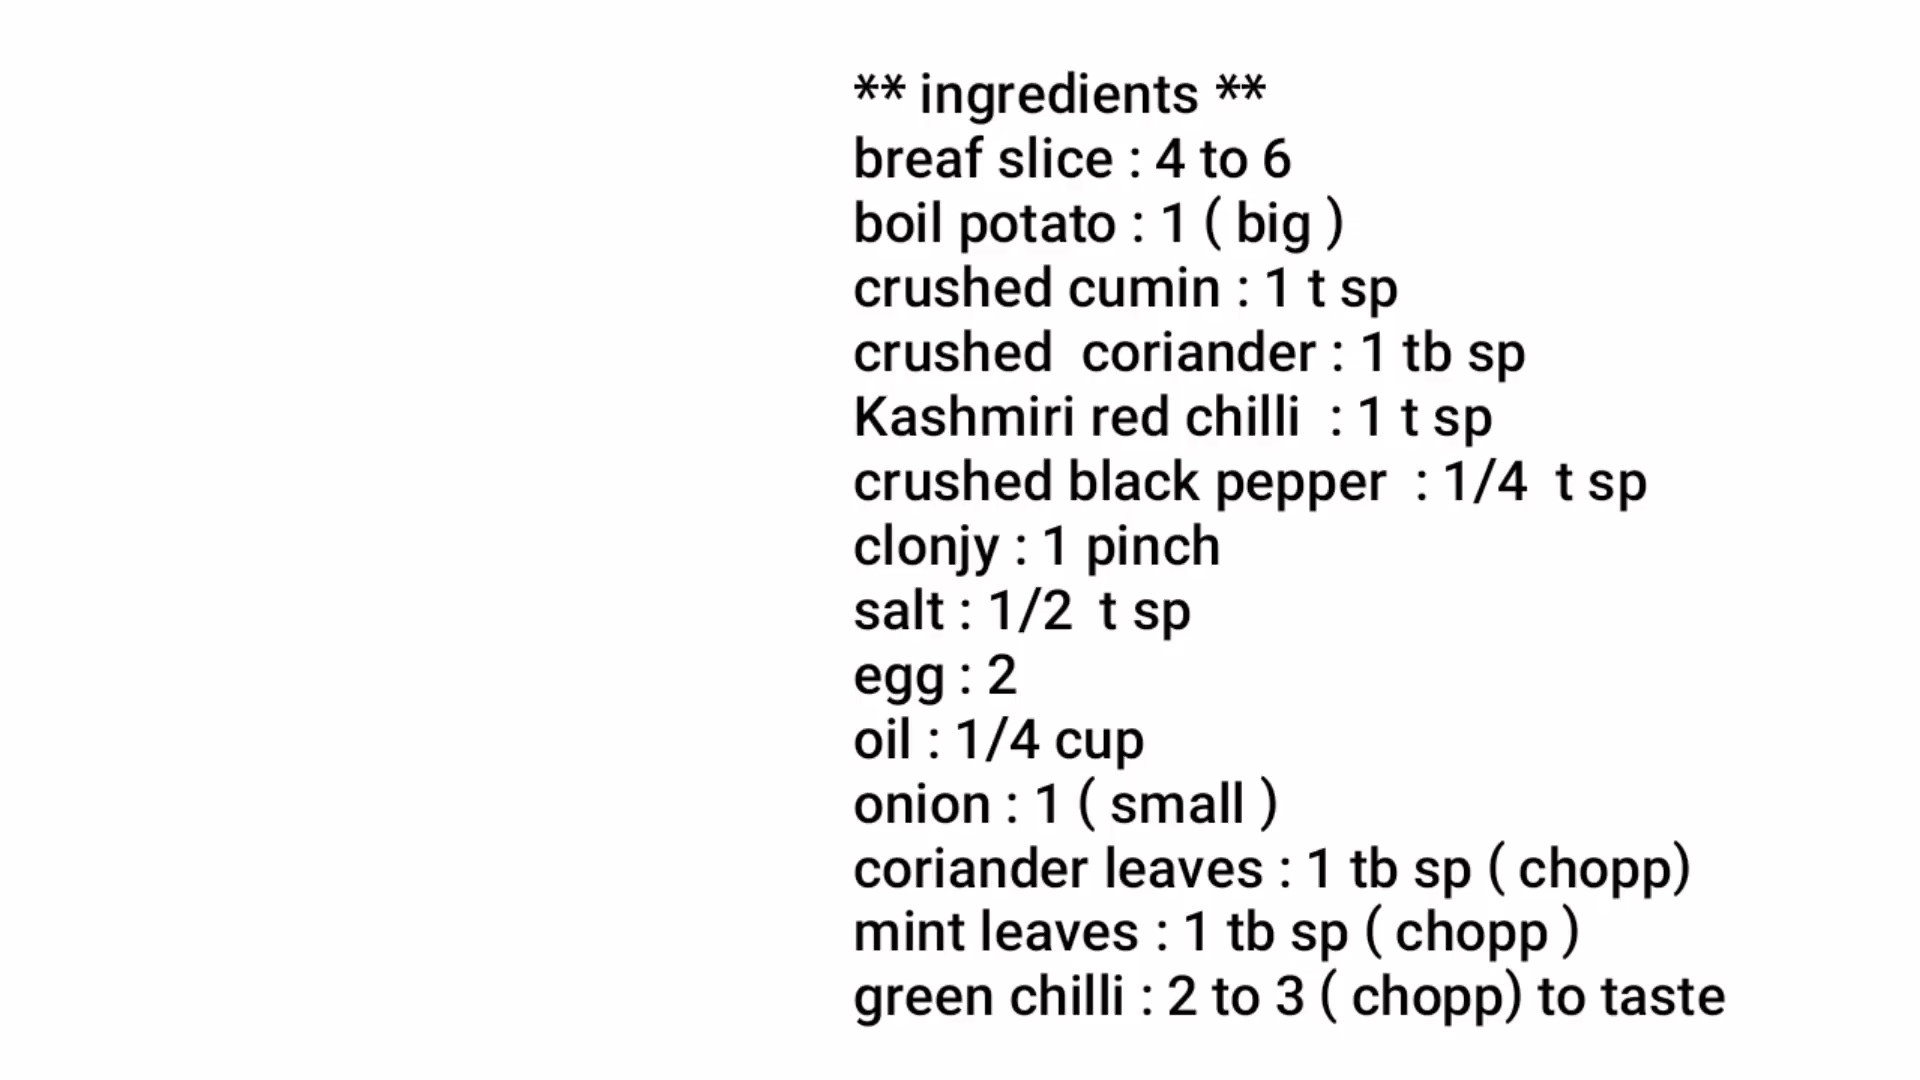 ** ingredients **
breaf slice : 4 to 6
boil potato : 1 ( big )
crushed cumin : 1 t sp
crushed  coriander : 1 tb sp
Kashmiri red chilli  : 1 t sp
crushed black pepper  : 1/4  t sp
clonjy : 1 pinch
salt : 1/2  t sp
egg : 2
oil : 1/4 cup
onion : 1 ( small )
coriander leaves : 1 tb sp ( chopp)
mint leaves : 1 tb sp ( chopp )
green chilli : 2 to 3 ( chopp) to taste